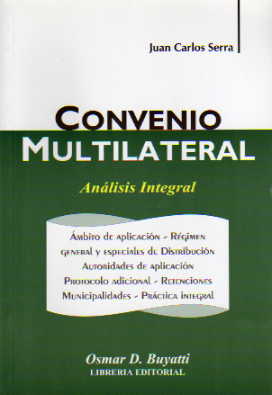 Juan Carlos Serra
CONVENIO
MULTILATERAL
Análisis Integral
Ámbito de aplicación - Régimen
general y especiales de Distribución
Autoridades de aplicación
Protocolo adicional - Retenciones
Municipalidades - Práctica integral
Osmar D. Buyatti
LIBRERIA EDITORIAL